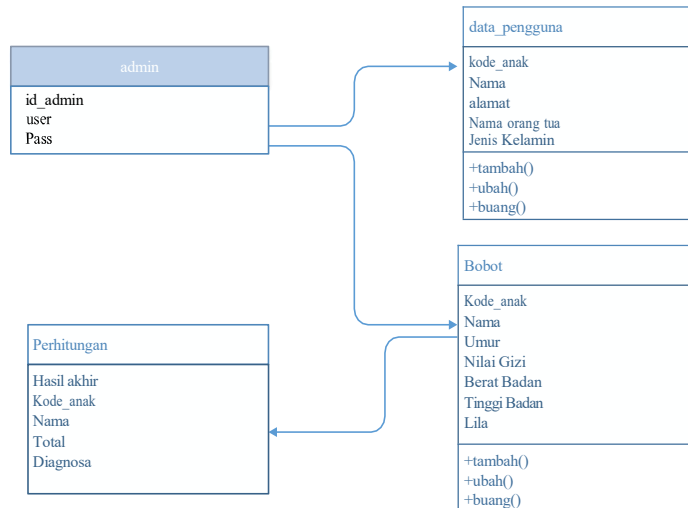 admin
id_admin
user
Pass
data_pengguna
kode_anak
Nama
alamat
Nama orang tua
Jenis Kelamin
+tambah()
+ubah()
+buang()
Bobot
Kode_anak
Nama
Umur
Nilai Gizi
Berat Badan
Tinggi Badan
Lila
+tambah()
+ubah()
+buang()
Perhitungan
Hasil akhir
Kode_anak
Nama
Total
Diagnosa